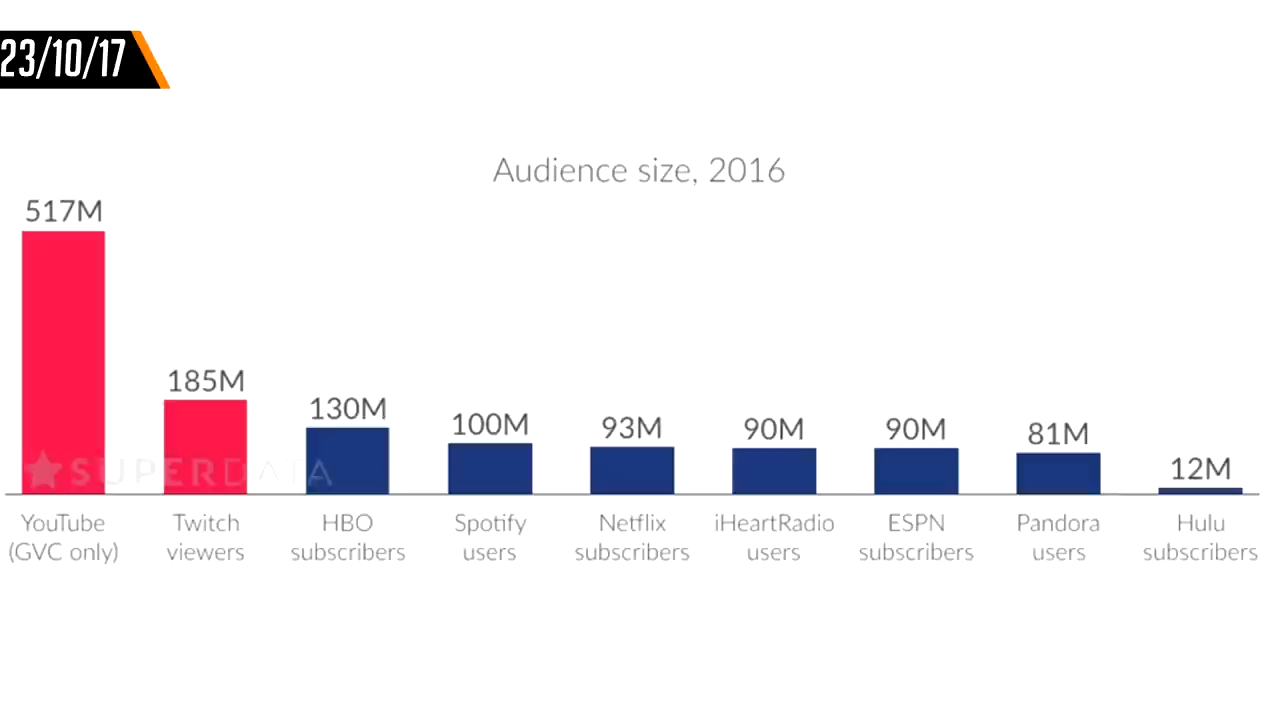 23/10/17
Audience size, 2016
517M
185M
130M
100M
93M
90M
90M
81M
12M
SUPERDATA
YouTube
(GVC only)
Twitch
viewers
HBO
subscribers
Spotify
users
Netflix
subscribers
iHeartRadio
users
ESPN
subscribers
Pandora
users
Hulu
subscribers